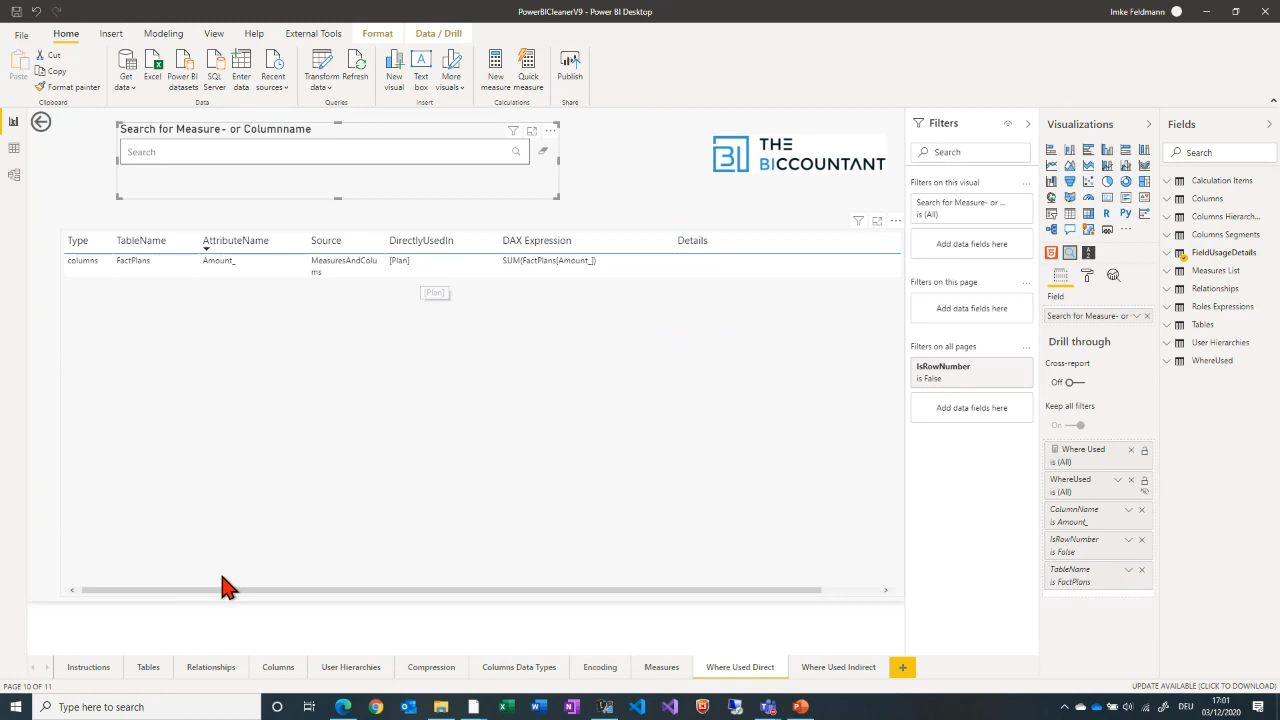 PowerBICleanerV9 - Power BI Desktop
Imke Feldmann
File
Home
Insert
Modeling
View
Help
External Tools
Format
Data / Drill
Paste
Cut
Copy
Format painter
Clipboard
Get data
Excel
Power BI datasets
SQL Server
Enter data
Recent sources
Data
Transform data
Refresh
Queries
New visual
Text box
More visuals
Insert
New measure
Quick measure
Calculations
Publish
Share
Search for Measure- or Columnname
Search
THE
BICCOUNTANT
BI
Type TableName AttributeName Source DirectlyUsedIn DAX Expression Details
columns FactPlans Amount_ MeasuresAndColu [Plan] SUM(FactPlans[Amount_])
ms
[Plan]
Filters
Search
Filters on this visual
Search for Measure- or ...
is (All)
Add data fields here
Filters on this page
Add data fields here
Filters on all pages
IsRowNumber
is False
Add data fields here
Visualizations
R
Py
Field
Search for Measure- or
Drill through
Cross-report
Off
Keep all filters
On
Where Used
is (All)
WhereUsed
is (All)
ColumnName
is Amount_
IsRowNumber
is False
TableName
is FactPlans
Fields
Search
Calculation Items
Columns
Columns Hierarch...
Columns Segments
FieldUsageDetails
Measures List
Relationships
Roles Expressions
Tables
User Hierarchies
WhereUsed
Instructions
Tables
Relationships
Columns
User Hierarchies
Compression
Columns Data Types
Encoding
Measures
Where Used Direct
Where Used Indirect
PAGE 10 OF 11
UPDATE AVAILABLE (CLICK TO DOWNLOAD)
Type here to search
DEU
17:01
03/12/2020